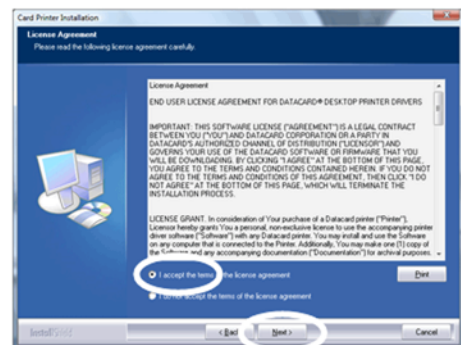 Card Printer Installation
License Agreement
Please read the following license agreement carefully.
License Agreement
END USER LICENSE AGREEMENT FOR DATACARD® DESKTOP PRINTER DRIVERS
IMPORTANT: THIS SOFTWARE LICENSE ("AGREEMENT") IS A LEGAL CONTRACT
BETWEEN YOU ("YOU") AND DATACARD CORPORATION OR A PARTY IN
DATACARD'S AUTHORIZED CHANNEL OF DISTRIBUTION ("LICENSOR") AND
GOVERNS YOUR USE OF THE DATACARD SOFTWARE OR FIRMWARE THAT YOU
WILL BE DOWNLOADING. BY CLICKING "I AGREE" AT THE BOTTOM OF THIS PAGE,
YOU AGREE TO THE TERMS AND CONDITIONS CONTAINED HEREIN. IF YOU DO NOT
AGREE TO THE TERMS AND CONDITIONS OF THIS AGREEMENT, THEN CLICK "I DO
NOT AGREE" AT THE BOTTOM OF THIS PAGE, WHICH WILL TERMINATE THE
INSTALLATION PROCESS.
LICENSE GRANT. In consideration of Your purchase of a Datacard printer ("Printer"),
Licensor hereby grants You a personal, non-exclusive license to use the accompanying printer
driver software ("Software") with any Datacard Printer. You may install and use the Software
on any computer that is connected to the Printer. Additionally, You may make one (1) copy of
the Software and any accompanying documentation ("Documentation") for archival purposes.
I accept the terms of the license agreement
Print
I do not accept the terms of the license agreement
InstallShield
< Back
Next >
Cancel